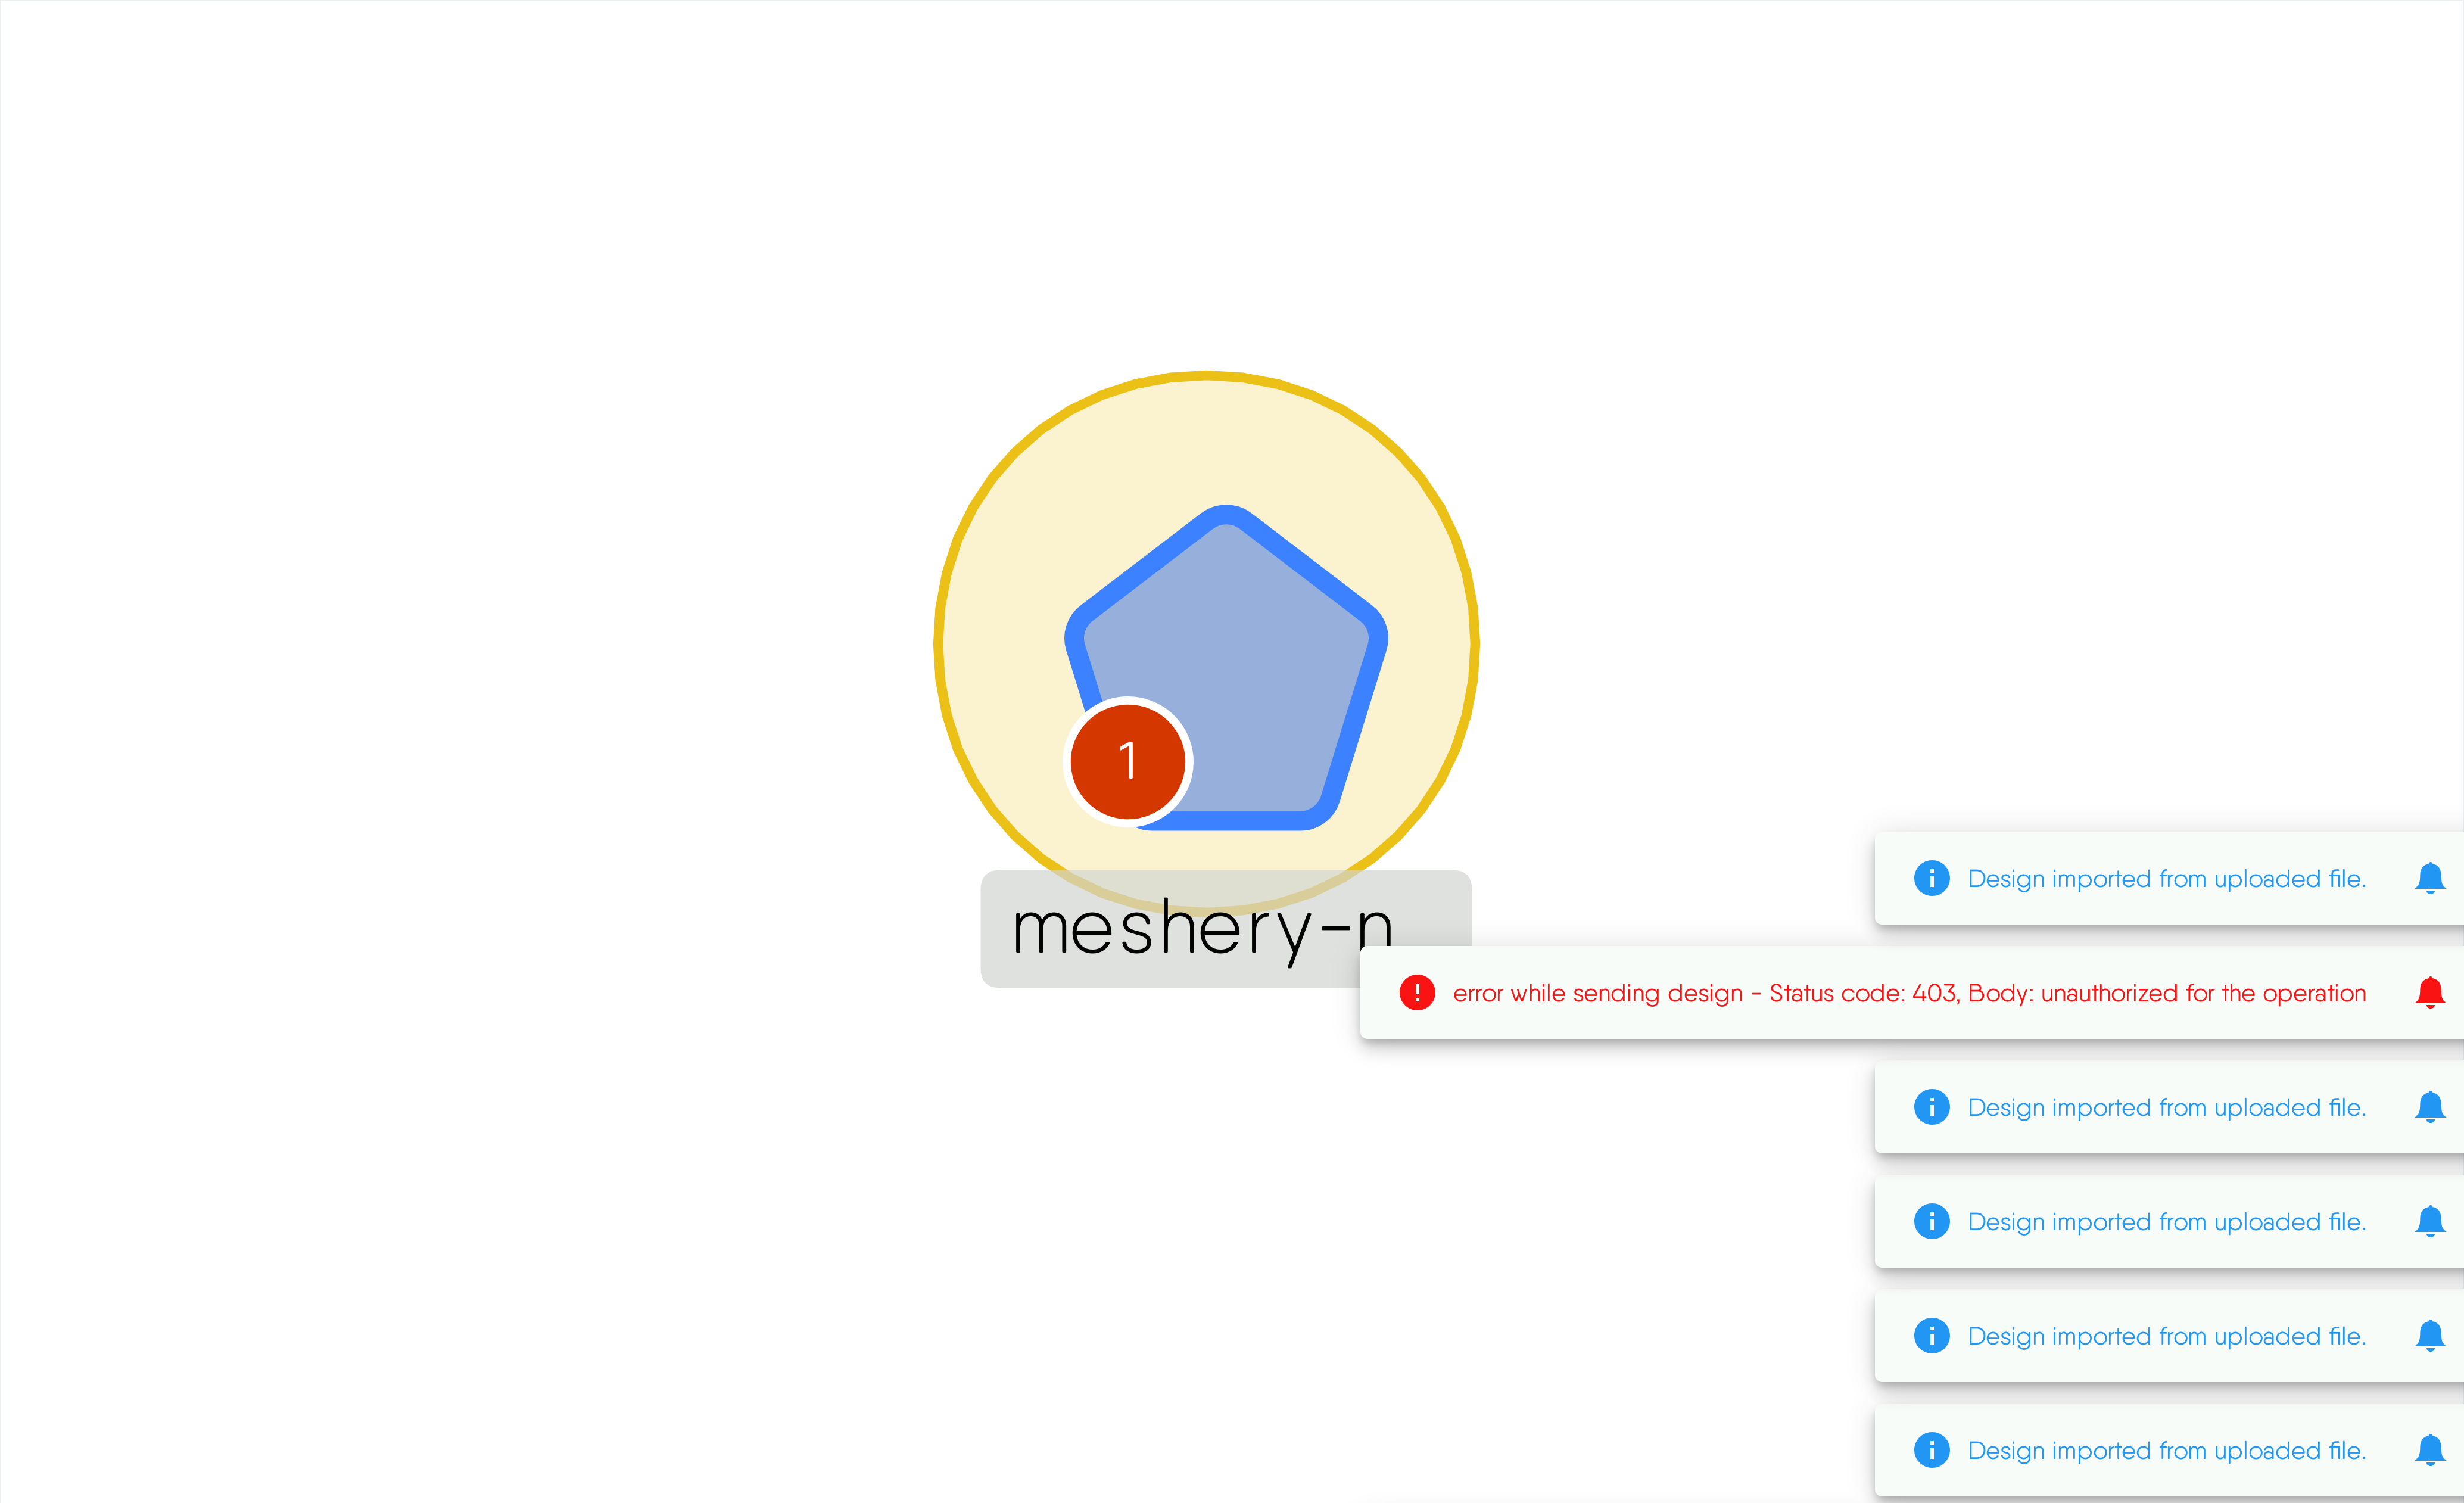 1
meshery-n
Design imported from uploaded file.
error while sending design - Status code: 403, Body: unauthorized for the operation
Design imported from uploaded file.
Design imported from uploaded file.
Design imported from uploaded file.
Design imported from uploaded file.